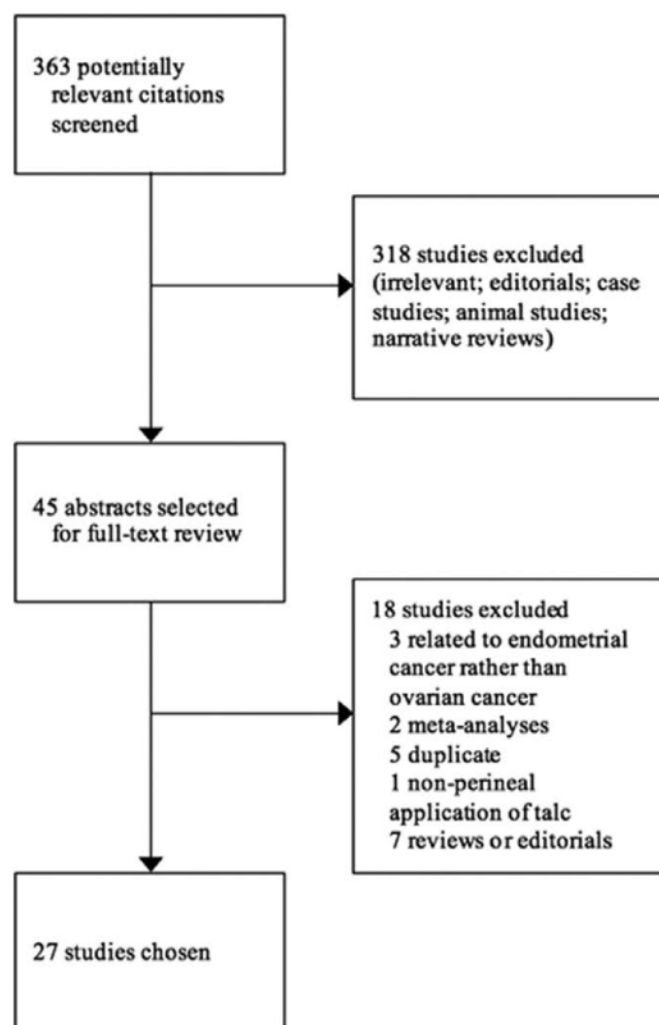 363 potentially
relevant citations
screened
318 studies excluded
(irrelevant; editorials; case
studies; animal studies;
narrative reviews)
45 abstracts selected
for full-text review
18 studies excluded
3 related to endometrial
cancer rather than
ovarian cancer
2 meta-analyses
5 duplicate
1 non-perineal
application of talc
7 reviews or editorials
27 studies chosen